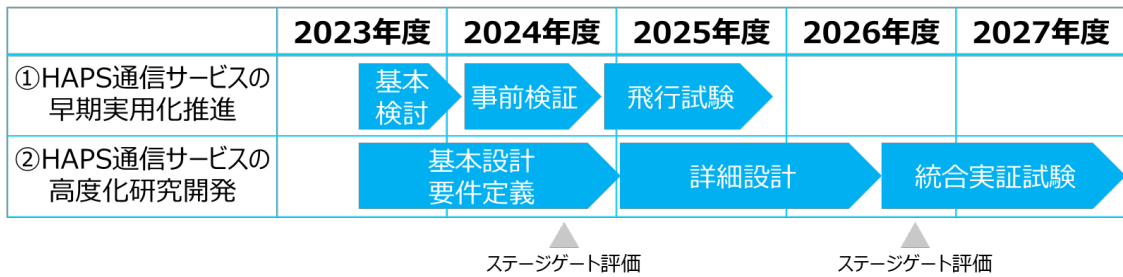 2023年度 2024年度 2025年度 2026年度 2027年度
①HAPS通信サービスの
早期実用化推進
基本
検討
事前検証
飛行試験
②HAPS通信サービスの
高度化研究開発
基本設計
要件定義
詳細設計
統合実証試験
ステージゲート評価
ステージゲート評価